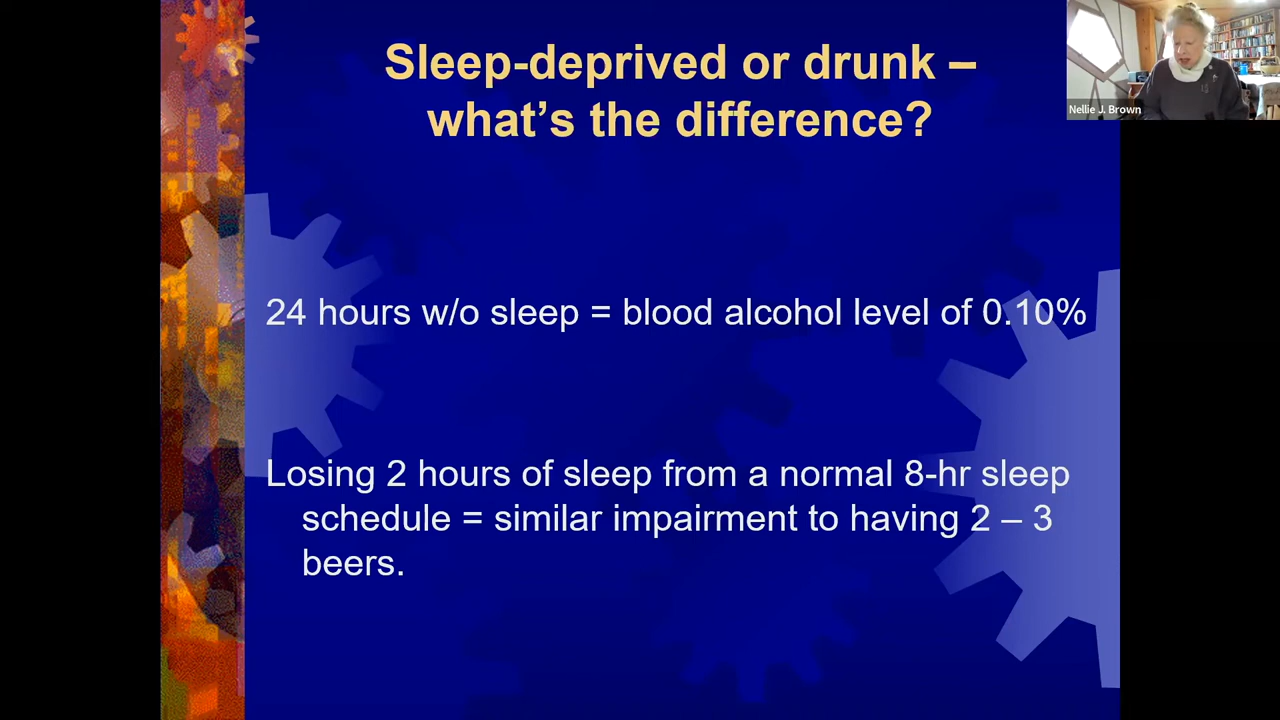 Sleep-deprived or drunk –
what’s the difference?
Nellie J. Brown
24 hours w/o sleep = blood alcohol level of 0.10%
Losing 2 hours of sleep from a normal 8-hr sleep
schedule = similar impairment to having 2 – 3
beers.